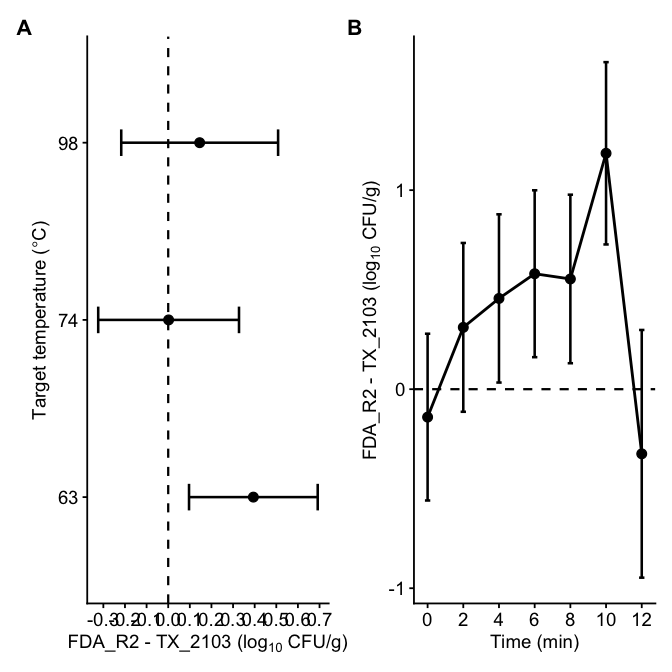 A
98
74
63
Target temperature (°C)
-0.3 -0.2 -0.1 0.0 0.1 0.2 0.3 0.4 0.5 0.6 0.7
FDA_R2 - TX_2103 (log10 CFU/g)
B
1
0
-1
FDA_R2 - TX_2103 (log10 CFU/g)
0 2 4 6 8 10 12
Time (min)